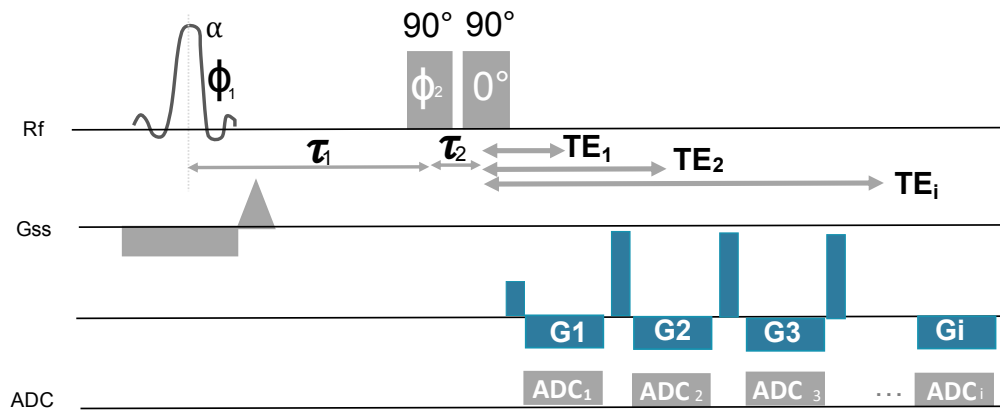 α 90° 90°
ϕ1 ϕ2 0°
Rf
τ1 τ2 TE1
TE2
TEi
Gss
G1 G2 G3 Gi
ADC ADC1 ADC2 ADC3 ... ADCi